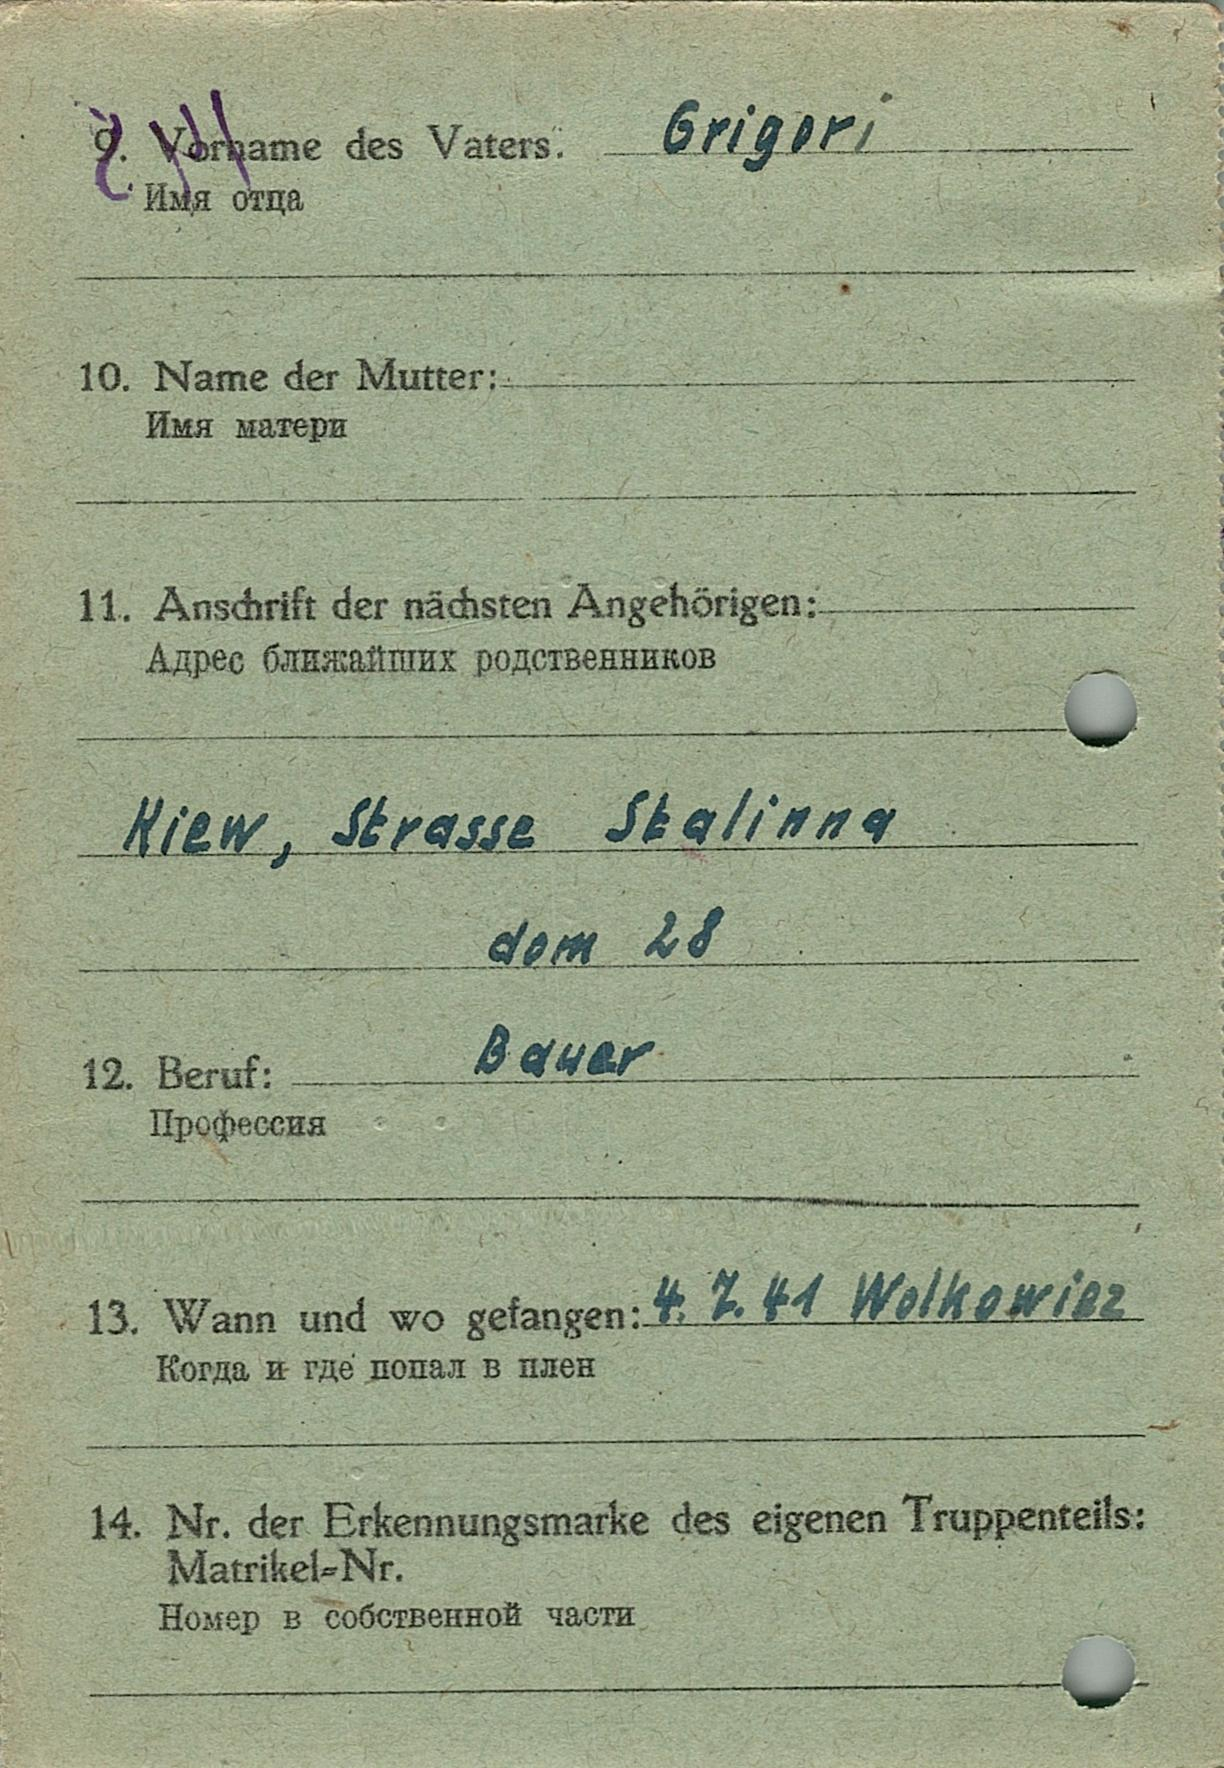 9. Vorname des Vaters: Grigori
Имя отца
10. Name der Mutter:
Имя матери
11. Anschrift der nächsten Angehörigen:
Адрес ближайших родственников
Kiew, Strasse Stalinna
dom 28
12. Beruf: Bauer
Профессия
13. Wann und wo gefangen: 4. 7. 41 Wolkowiez
Когда и где попал в плен
14. Nr. der Erkennungsmarke des eigenen Truppenteils:
Matrikel-Nr.
Номер в собственной части